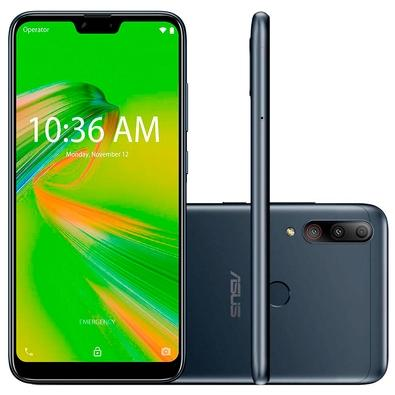 Operator
10:36 AM
Monday, November 12
EMERGENCY
ASUS